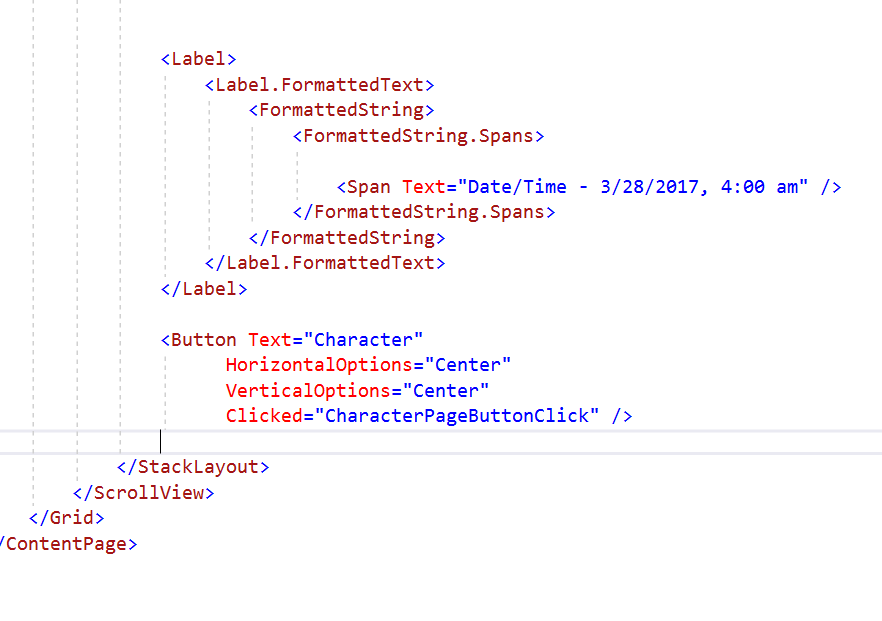 <Label>
<Label.FormattedText>
<FormattedString>
<FormattedString.Spans>
<Span Text="Date/Time - 3/28/2017, 4:00 am" />
</FormattedString.Spans>
</FormattedString>
</Label.FormattedText>
</Label>
<Button Text="Character"
HorizontalOptions="Center"
VerticalOptions="Center"
Clicked="CharacterPageButtonClick" />
</StackLayout>
</ScrollView>
</Grid>
/ContentPage>